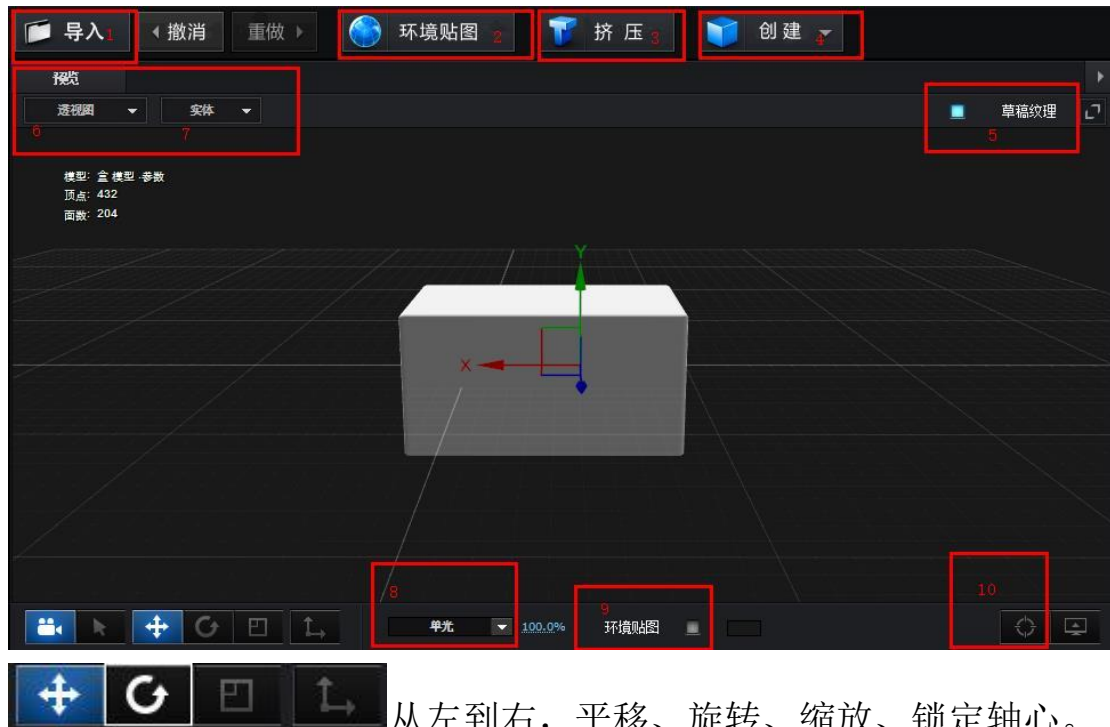 导入1 撤消 重做 环境贴图 2 挤压 3 创建 4
预览
透视图 实体 草稿纹理
6 7 5
模型: 盒 模型 -参数
顶点: 432
面数: 204
Y
X
8 9 10
单光 100.0% 环境贴图
从左到右，平移、旋转、缩放、锁定轴心。